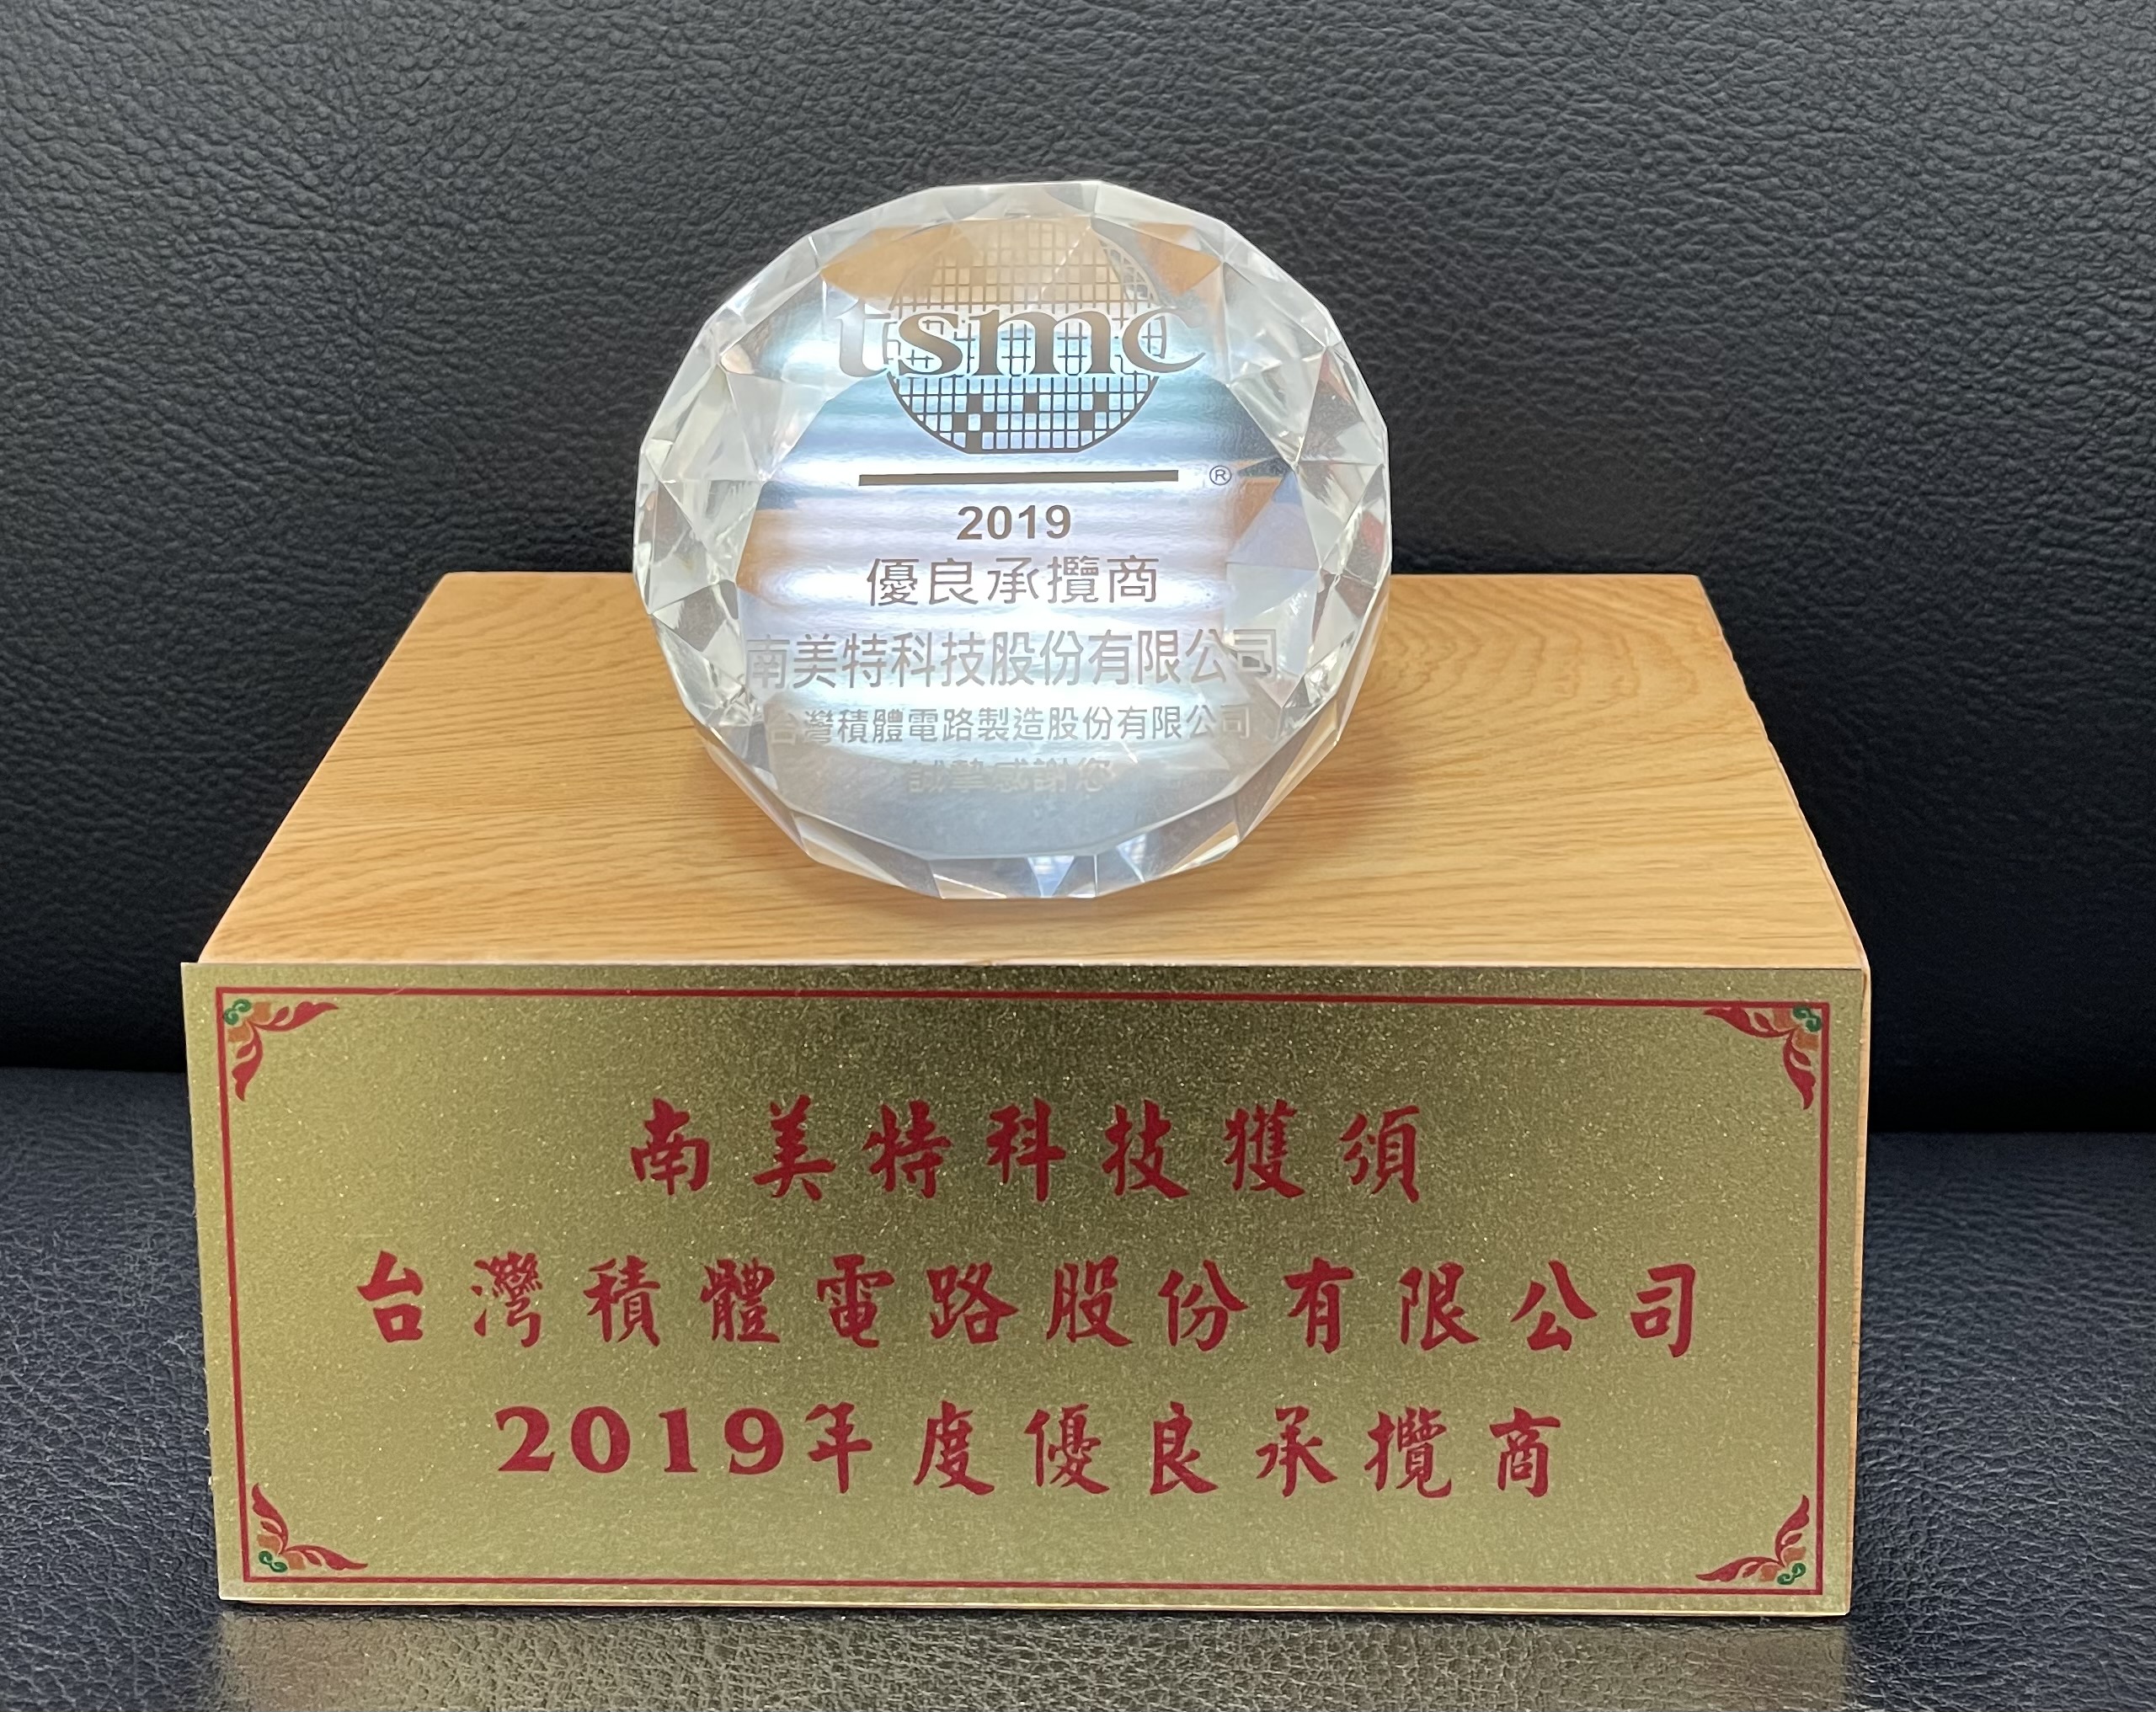 tsmc
®
2019
優良承攬商
南美特科技股份有限公司
台灣積體電路製造股份有限公司
誠摯感謝您
南美特科技獲頒
台灣積體電路股份有限公司
2019年度優良承攬商